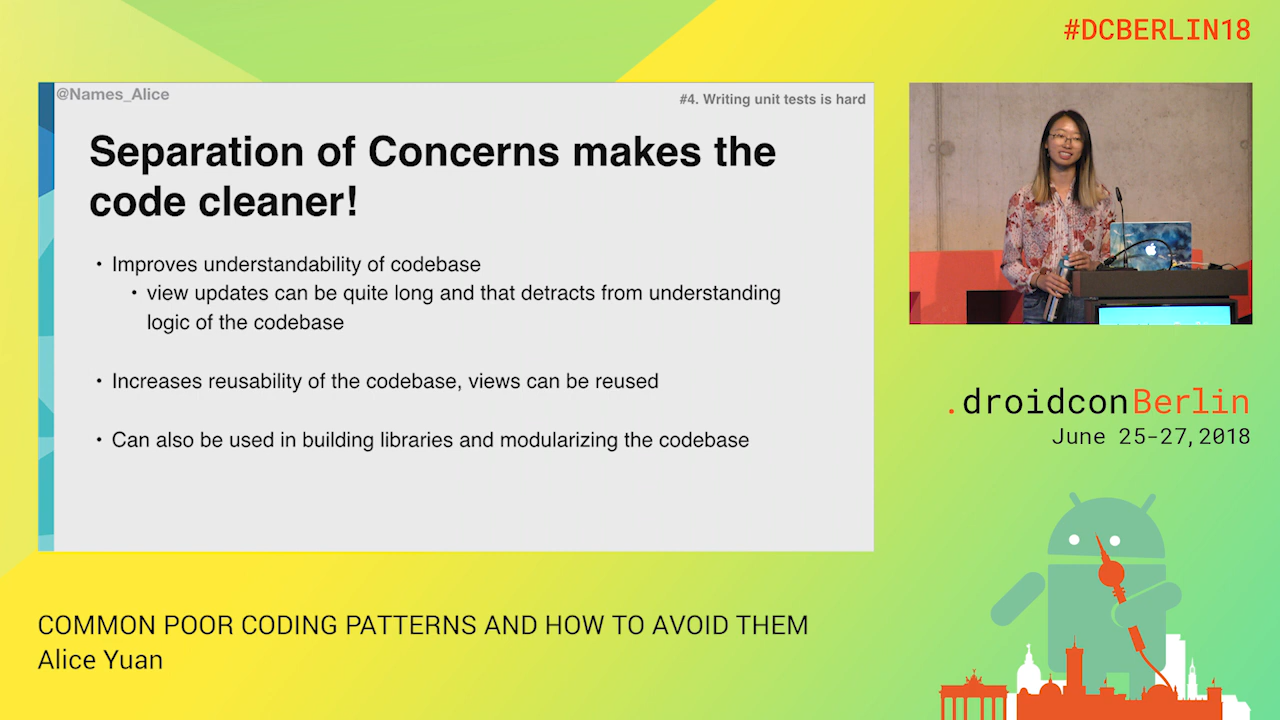 #DCBERLIN18
@Names_Alice
#4. Writing unit tests is hard
Separation of Concerns makes the
code cleaner!
• Improves understandability of codebase
• view updates can be quite long and that detracts from understanding
logic of the codebase
• Increases reusability of the codebase, views can be reused
• Can also be used in building libraries and modularizing the codebase
.droidconBerlin
June 25-27,2018
COMMON POOR CODING PATTERNS AND HOW TO AVOID THEM
Alice Yuan